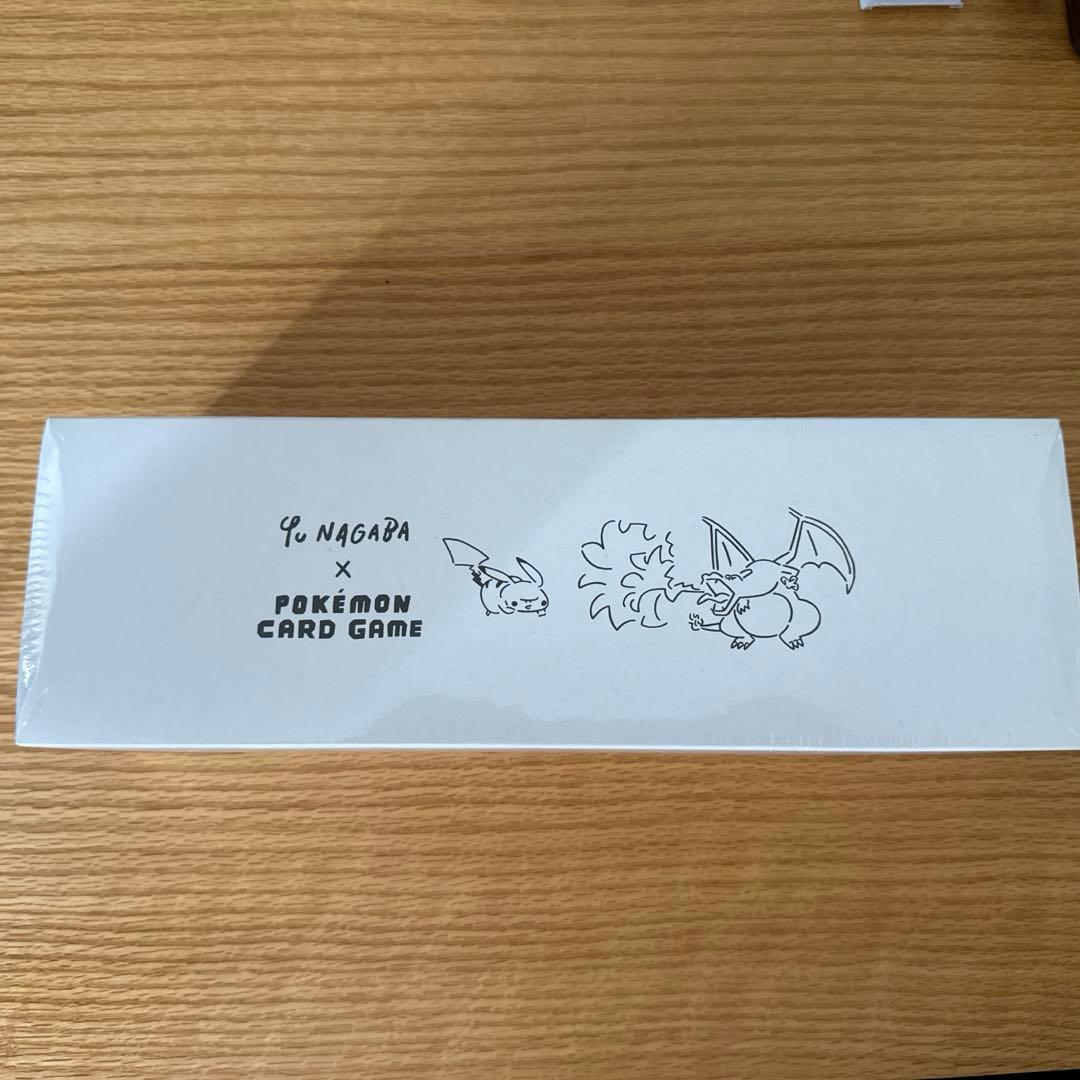 Yu NAGABA
×
POKÉMON
CARD GAME